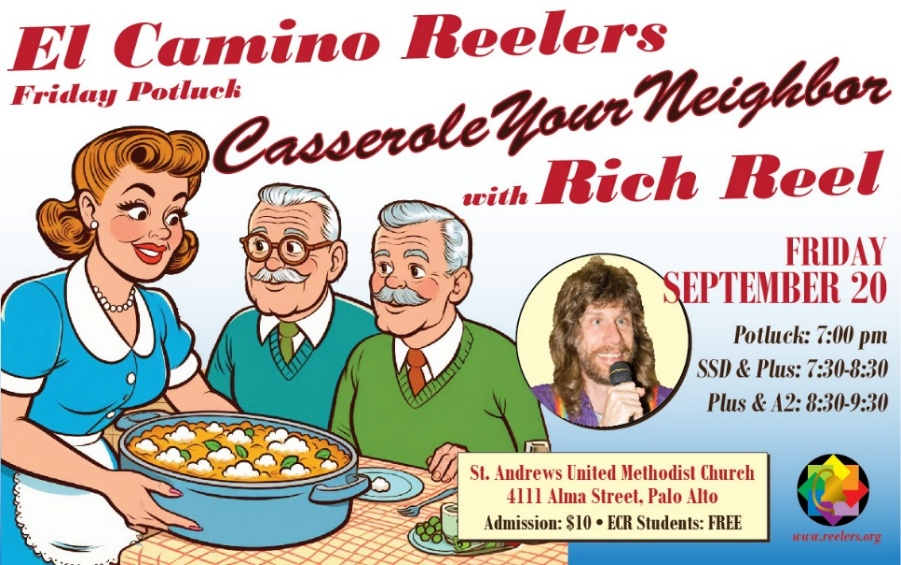 El Camino Reelers
Friday Potluck
Casserole Your Neighbor
with Rich Reel
FRIDAY
SEPTEMBER 20
Potluck: 7:00 pm
SSD & Plus: 7:30-8:30
Plus & A2: 8:30-9:30
St. Andrews United Methodist Church
4111 Alma Street, Palo Alto
Admission: $10 • ECR Students: FREE
www.reelers.org